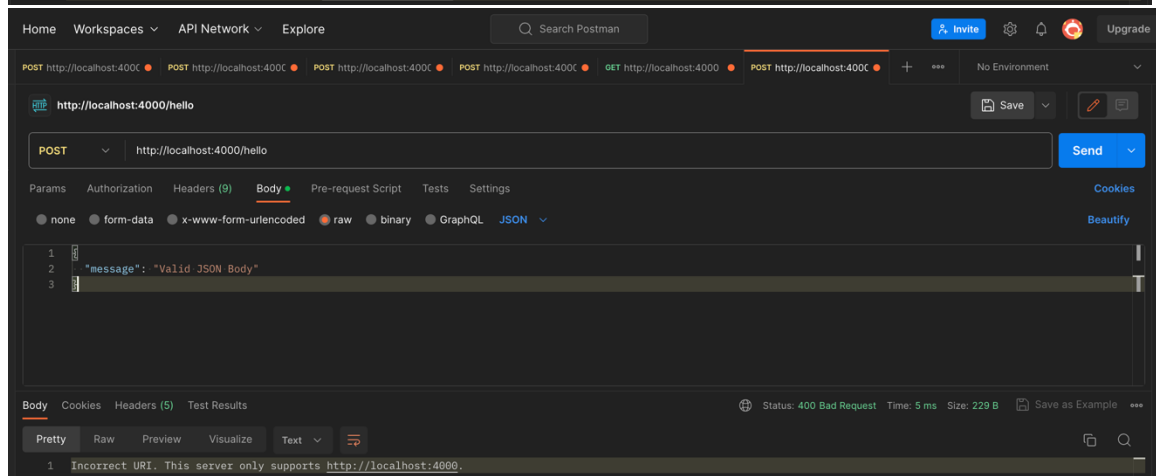 Home Workspaces API Network Explore Search Postman Invite Upgrade
POST http://localhost:400C POST http://localhost:400C POST http://localhost:400C POST http://localhost:400C GET http://localhost:4000 POST http://localhost:400C + No Environment
HTTP http://localhost:4000/hello Save
POST http://localhost:4000/hello Send
Params Authorization Headers (9) Body Pre-request Script Tests Settings Cookies
none form-data x-www-form-urlencoded raw binary GraphQL JSON Beautify
1 {
2 "message": "Valid JSON Body"
3 }
Body Cookies Headers (5) Test Results Status: 400 Bad Request Time: 5 ms Size: 229 B Save as Example
Pretty Raw Preview Visualize Text
1 Incorrect URI. This server only supports http://localhost:4000.